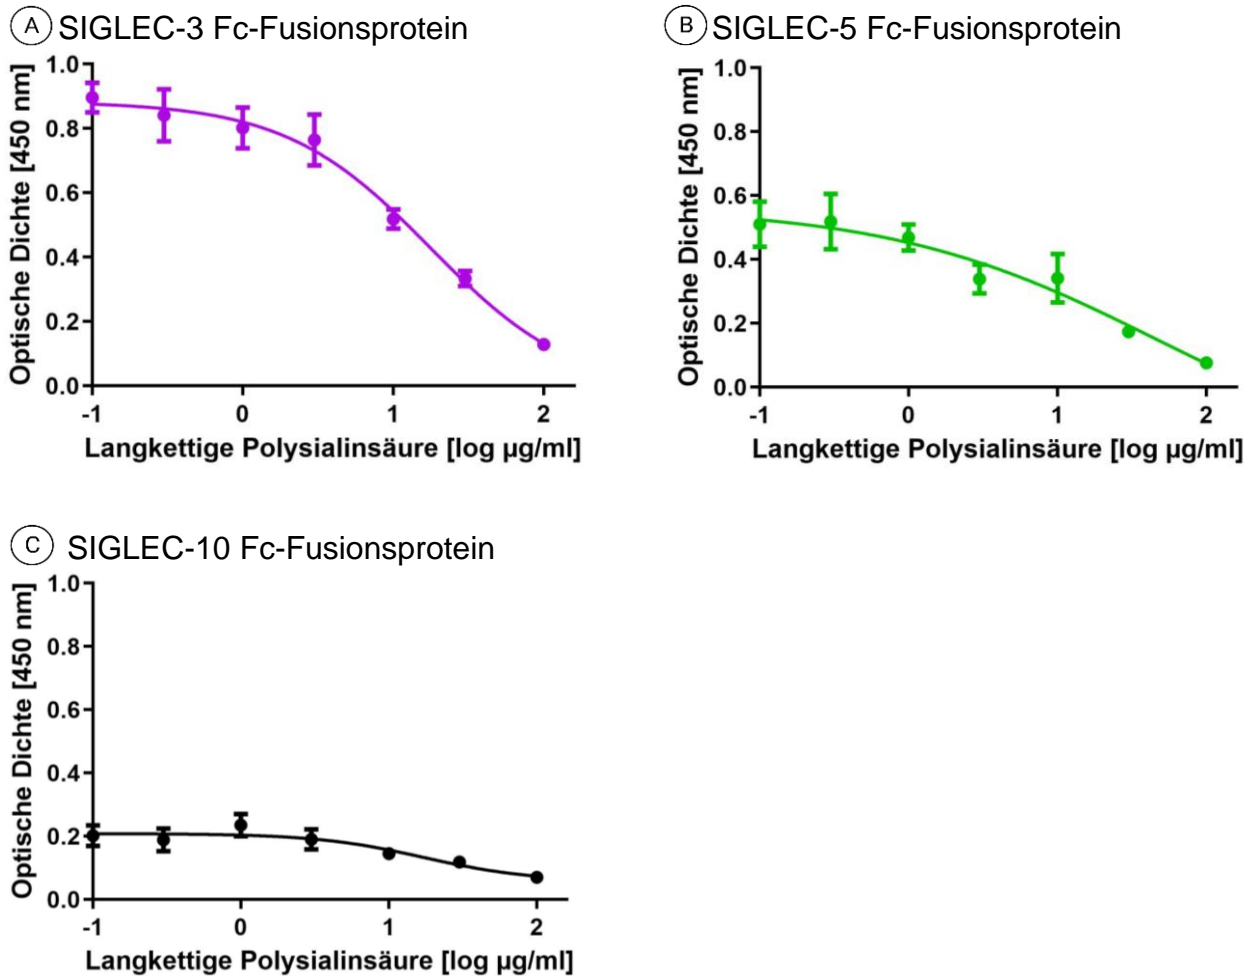 A SIGLEC-3 Fc-Fusionsprotein
Optische Dichte [450 nm]
1.0
0.8
0.6
0.4
0.2
0.0
-1 0 1 2
Langkettige Polysialinsäure [log µg/ml]
B SIGLEC-5 Fc-Fusionsprotein
Optische Dichte [450 nm]
1.0
0.8
0.6
0.4
0.2
0.0
-1 0 1 2
Langkettige Polysialinsäure [log µg/ml]
C SIGLEC-10 Fc-Fusionsprotein
Optische Dichte [450 nm]
1.0
0.8
0.6
0.4
0.2
0.0
-1 0 1 2
Langkettige Polysialinsäure [log µg/ml]